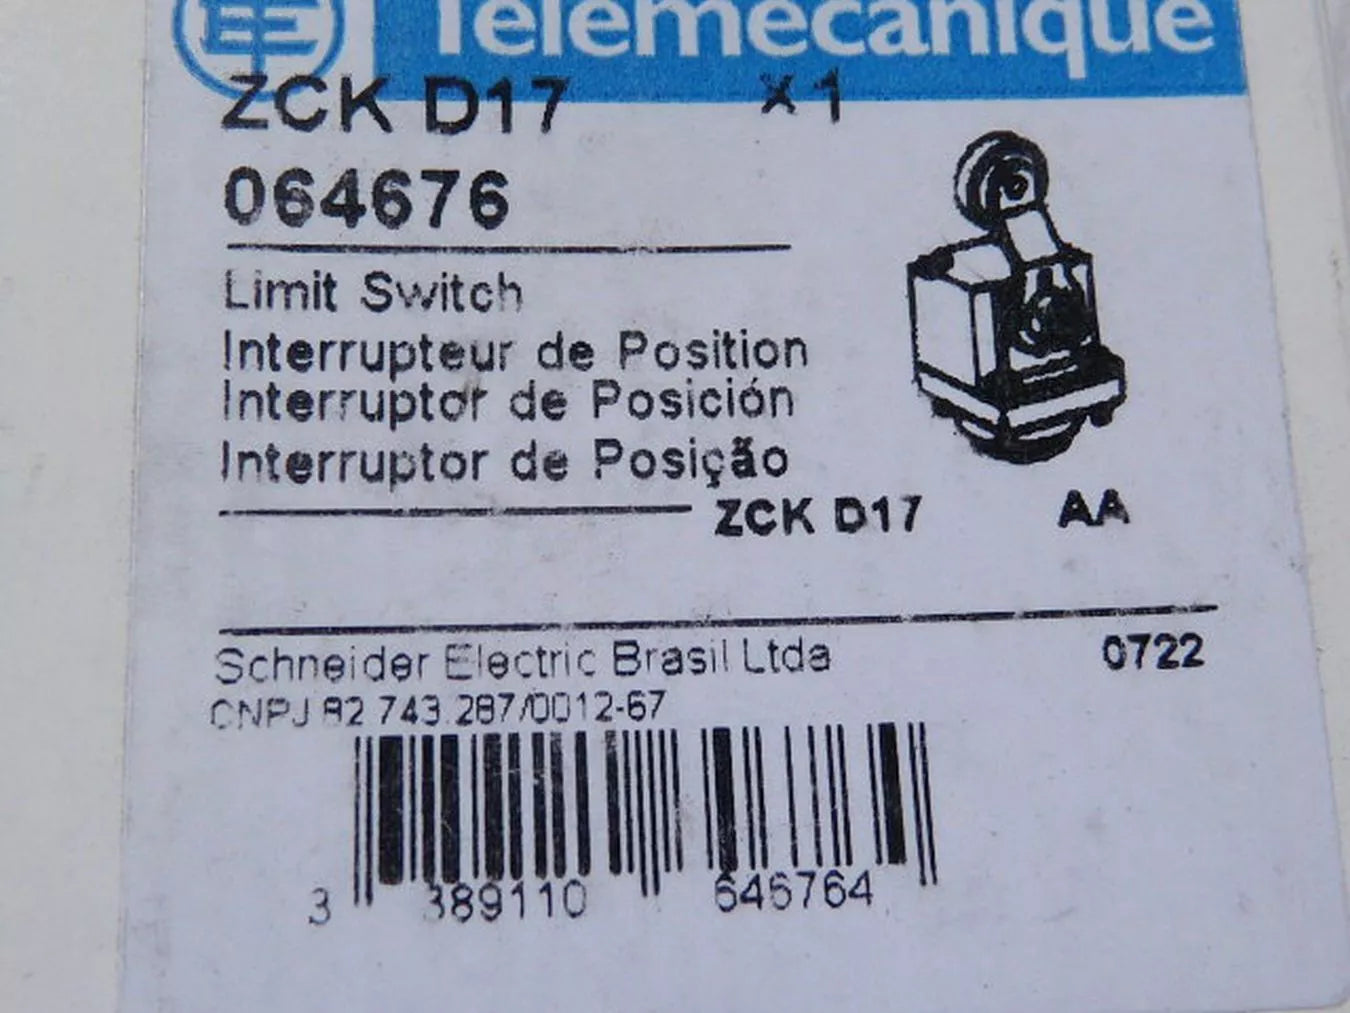 Telemecanique
ZCK D17 x1
064676
Limit Switch
Interrupteur de Position
Interruptor de Posición
Interruptor de Posição
ZCK D17 AA
Schneider Electric Brasil Ltda 0722
CNPJ 82 743.287/0012-67
3 389110 646764